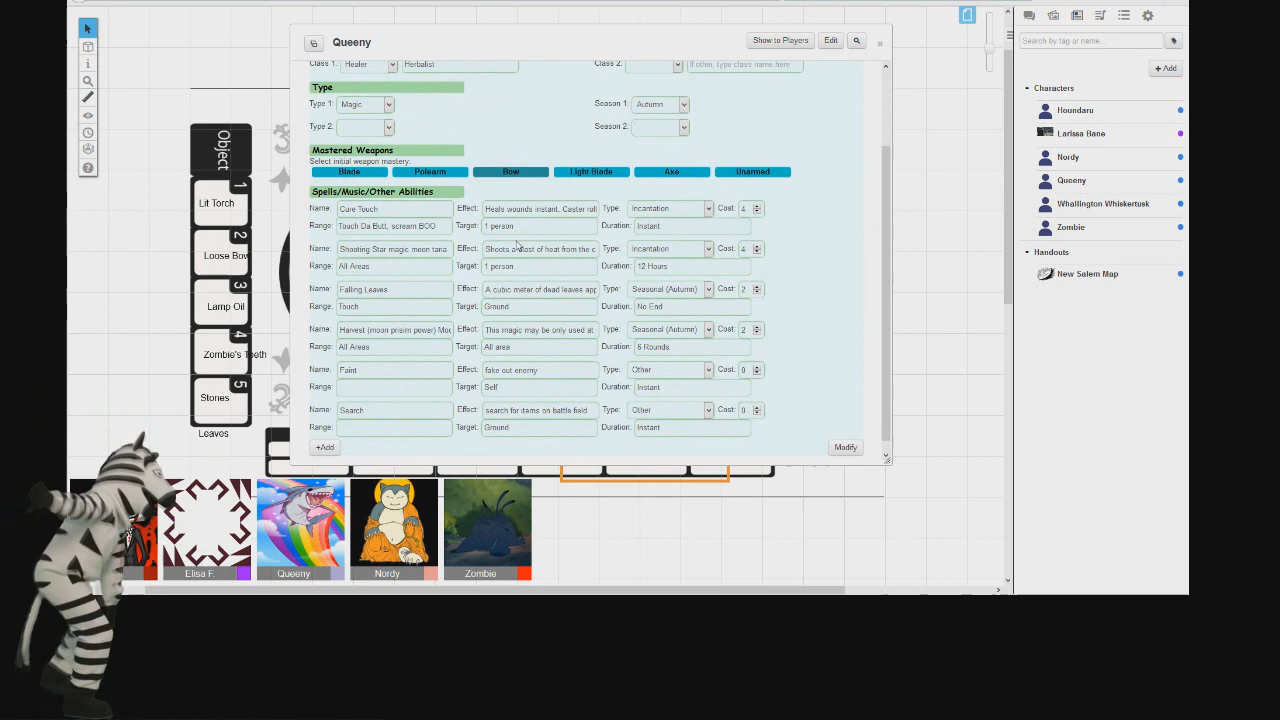 Queeny
Show to Players
Edit
Class 1: Healer Herbalist Class 2: If other, type class name here
Type
Type 1: Magic Season 1: Autumn
Type 2: Season 2:
Mastered Weapons
Select initial weapon mastery:
Blade Polearm Bow Light Blade Axe Unarmed
Spells/Music/Other Abilities
Name: Cure Touch Effect: Heals wounds instant. Caster roll Type: Incantation Cost: 4
Range: Touch Da Butt, scream BOO Target: 1 person Duration: Instant
Name: Shooting Star magic moon taria Effect: Shoots a blast of heat from the c Type: Incantation Cost: 4
Range: All Areas Target: 1 person Duration: 12 Hours
Name: Falling Leaves Effect: A cubic meter of dead leaves app Type: Seasonal (Autumn) Cost: 2
Range: Touch Target: Ground Duration: No End
Name: Harvest (moon prisim power) Moo Effect: This magic may be only used at Type: Seasonal (Autumn) Cost: 2
Range: All Areas Target: All area Duration: 6 Rounds
Name: Faint Effect: fake out enemy Type: Other Cost: 0
Range: Target: Self Duration: Instant
Name: Search Effect: search for items on battle field Type: Other Cost: 0
Range: Target: Ground Duration: Instant
+Add
Modify
Object
1
Lit Torch
2
Loose Bow
3
Lamp Oil
4
Zombie's Teeth
5
Stones
Leaves
Elisa F.
Queeny
Nordy
Zombie
Search by tag or name...
+ Add
Characters
Houndaru
Larissa Bane
Nordy
Queeny
Whallington Whiskertusk
Zombie
Handouts
New Salem Map